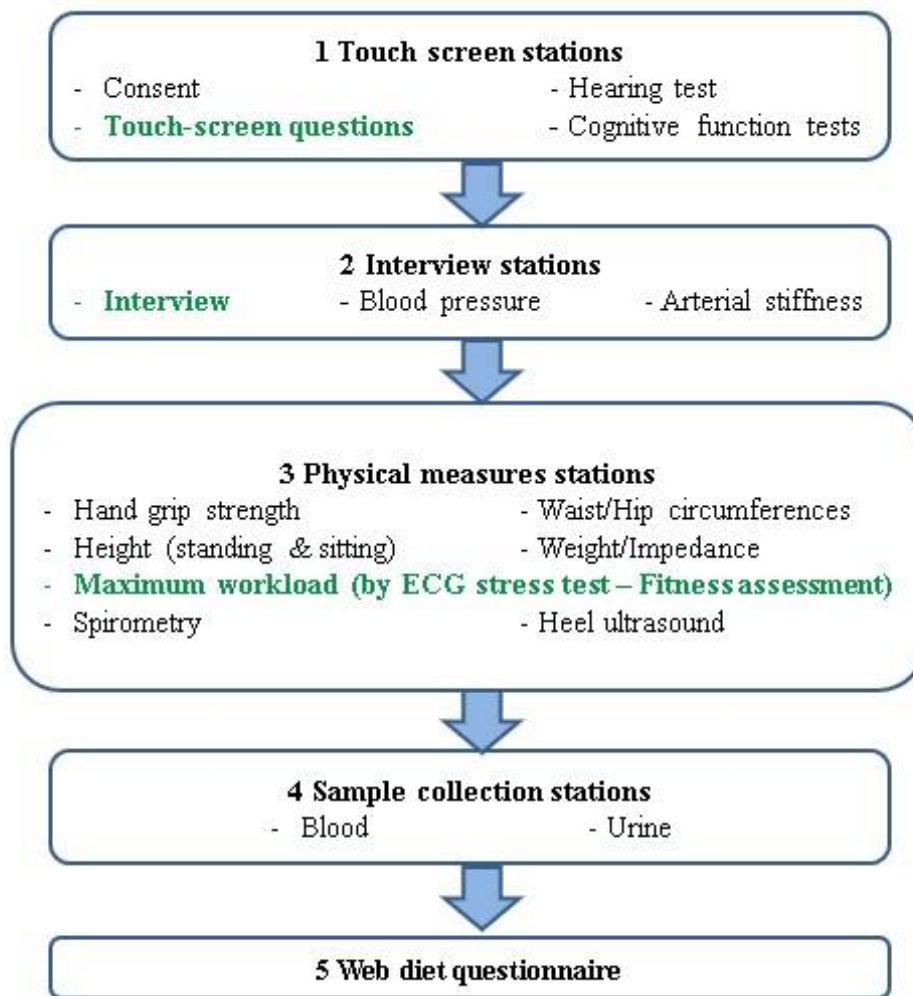 1 Touch screen stations
- Consent - Hearing test
- Touch-screen questions - Cognitive function tests
2 Interview stations
- Interview - Blood pressure - Arterial stiffness
3 Physical measures stations
- Hand grip strength - Waist/Hip circumferences
- Height (standing & sitting) - Weight/Impedance
- Maximum workload (by ECG stress test – Fitness assessment)
- Spirometry - Heel ultrasound
4 Sample collection stations
- Blood - Urine
5 Web diet questionnaire